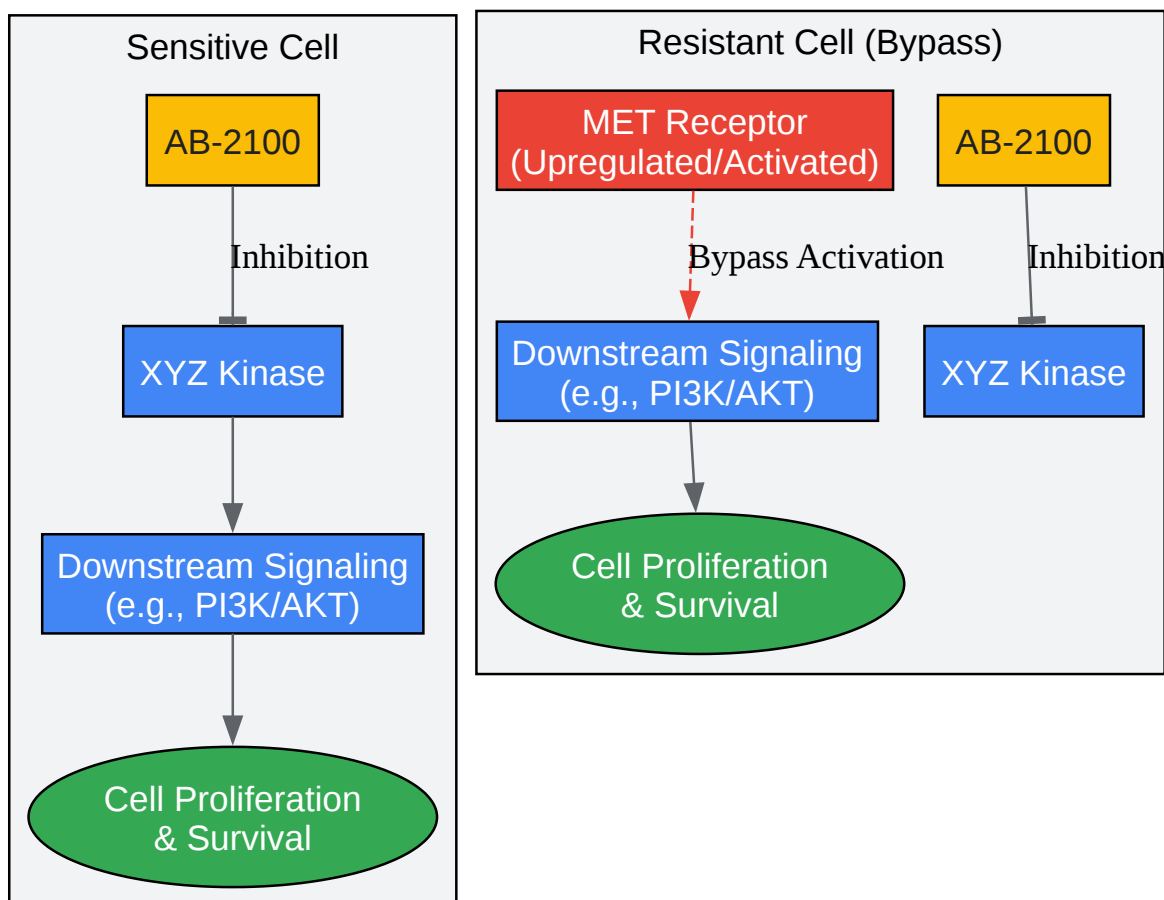 Sensitive Cell
AB-2100
Inhibition
XYZ Kinase
Downstream Signaling
(e.g., PI3K/AKT)
Cell Proliferation
& Survival
Resistant Cell (Bypass)
MET Receptor
(Upregulated/Activated)
AB-2100
Bypass Activation
Inhibition
Downstream Signaling
(e.g., PI3K/AKT)
XYZ Kinase
Cell Proliferation
& Survival